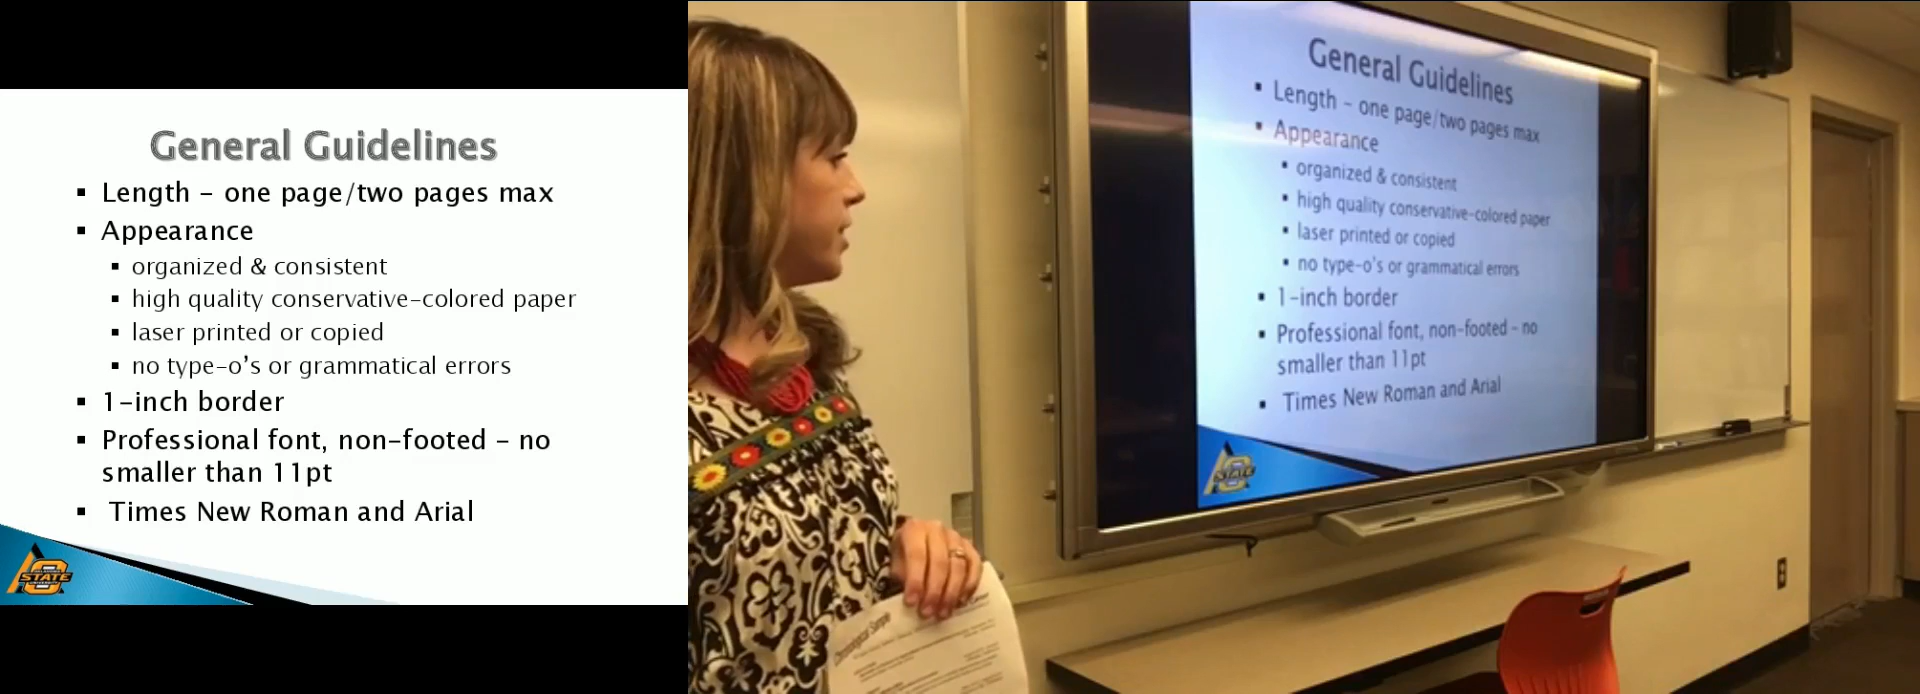 General Guidelines
▪ Length – one page/two pages max
▪ Appearance
▪ organized & consistent
▪ high quality conservative-colored paper
▪ laser printed or copied
▪ no type-o's or grammatical errors
▪ 1-inch border
▪ Professional font, non-footed – no
smaller than 11pt
▪ Times New Roman and Arial
STATE
General Guidelines
▪ Length – one page/two pages max
▪ Appearance
▪ organized & consistent
▪ high quality conservative-colored paper
▪ laser printed or copied
▪ no type-o's or grammatical errors
▪ 1-inch border
▪ Professional font, non-footed – no
smaller than 11pt
▪ Times New Roman and Arial
STATE
Chronological Sample